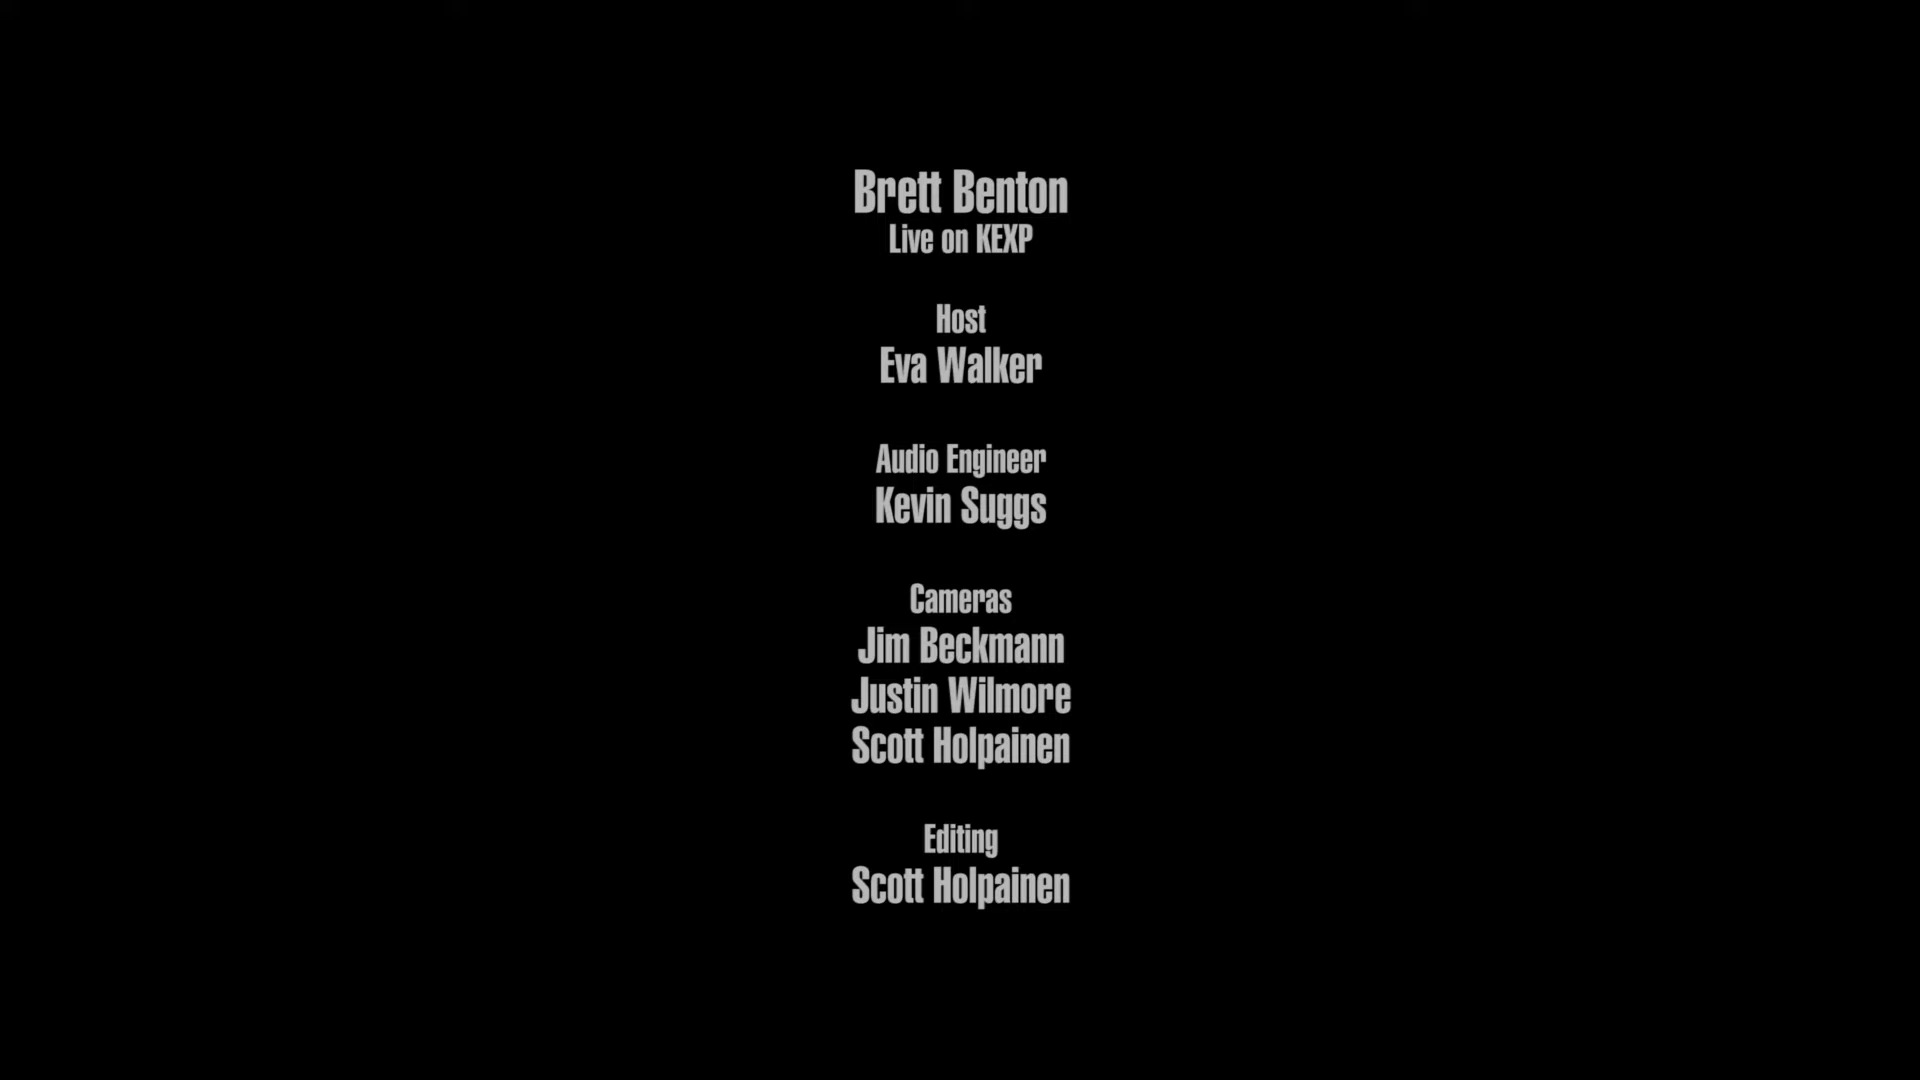 Brett Benton
Live on KEXP
Host
Eva Walker
Audio Engineer
Kevin Suggs
Cameras
Jim Beckmann
Justin Wilmore
Scott Holpainen
Editing
Scott Holpainen